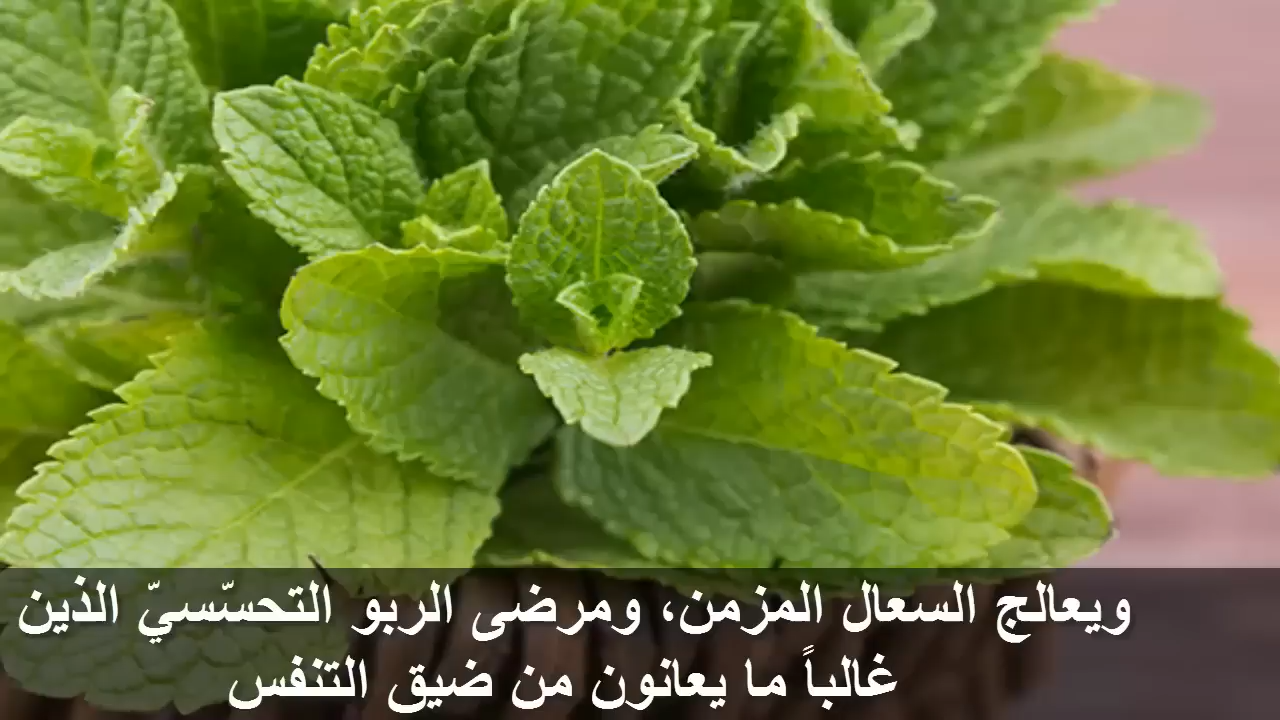 ويعالج السعال المزمن، ومرضى الربو التحسّسيّ الذين
غالباً ما يعانون من ضيق التنفس